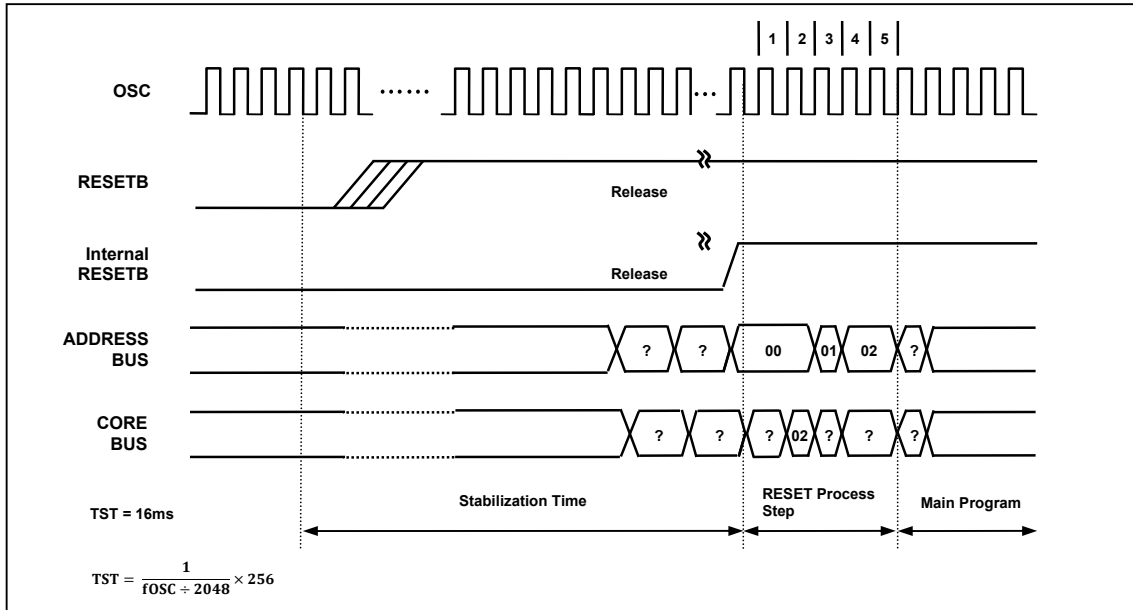 1 2 3 4 5
OSC
RESETB
Release
Internal
RESETB
Release
ADDRESS
BUS
? ? 00 01 02 ?
CORE
BUS
? ? ? 02 ? ? ?
TST = 16ms
Stabilization Time
RESET Process
Step
Main Program
TST = 1 / fOSC ÷ 2048 × 256